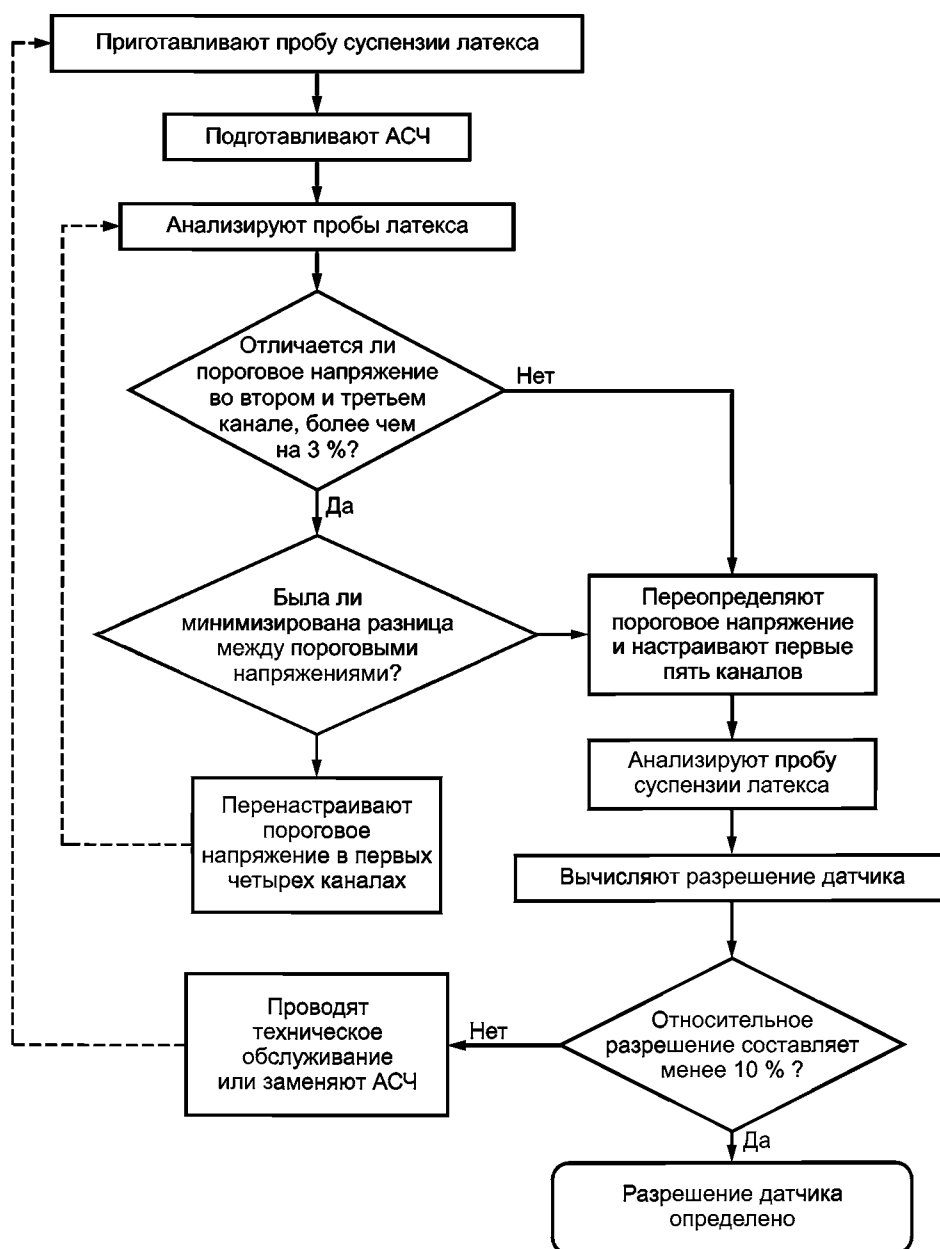 Приготавливают пробу суспензии латекса
Подготавливают АСЧ
Анализируют пробы латекса
Отличается ли
пороговое напряжение
во втором и третьем
канале, более чем
на 3 %?
Нет
Да
Была ли
минимизирована разница
между пороговыми
напряжениями?
Переопределяют
пороговое напряжение
и настраивают первые
пять каналов
Перенастраивают
пороговое
напряжение в первых
четырех каналах
Анализируют пробу
суспензии латекса
Вычисляют разрешение датчика
Относительное
разрешение составляет
менее 10 % ?
Нет
Проводят
техническое
обслуживание
или заменяют АСЧ
Да
Разрешение датчика
определено